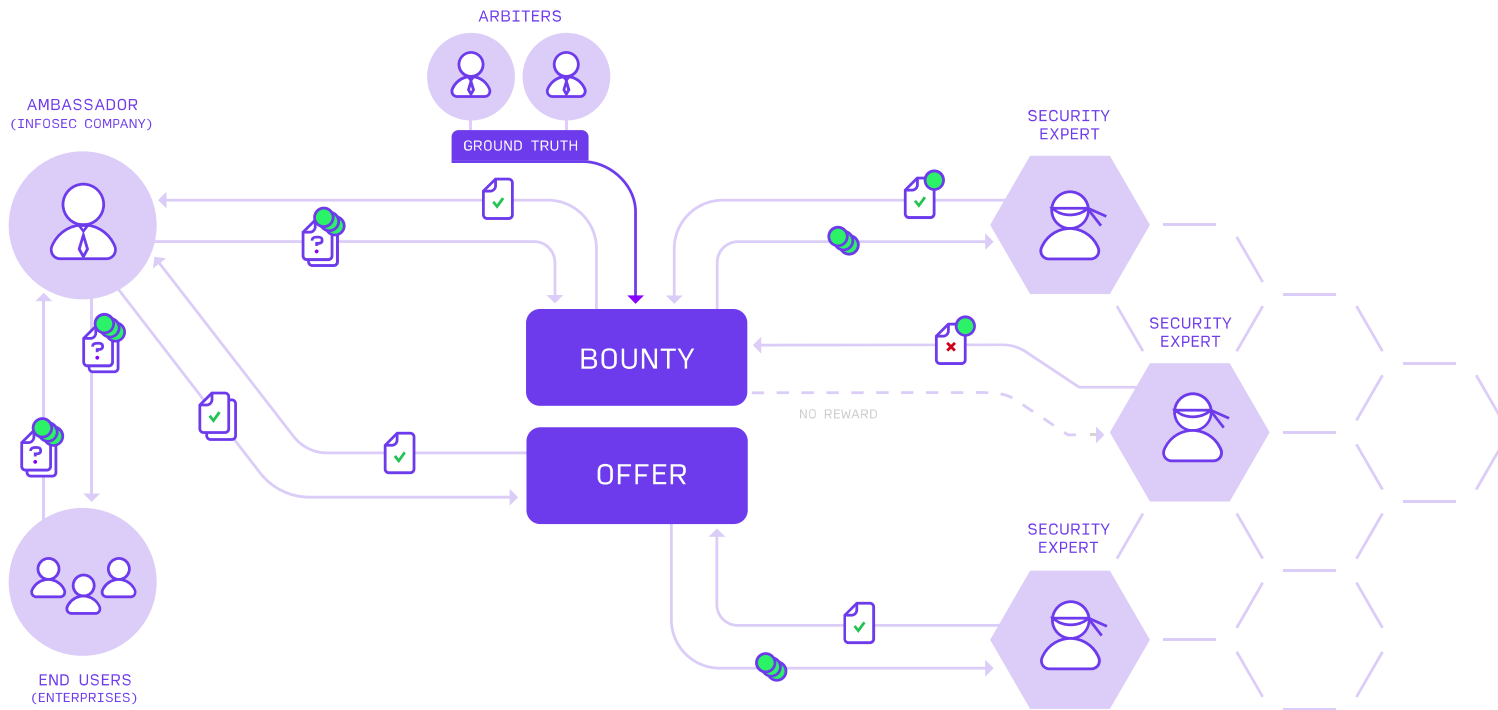 ARBITERS
AMBASSADOR
(INFOSEC COMPANY)
GROUND TRUTH
SECURITY
EXPERT
?
?
?
BOUNTY
SECURITY
EXPERT
NO REWARD
OFFER
SECURITY
EXPERT
END USERS
(ENTERPRISES)